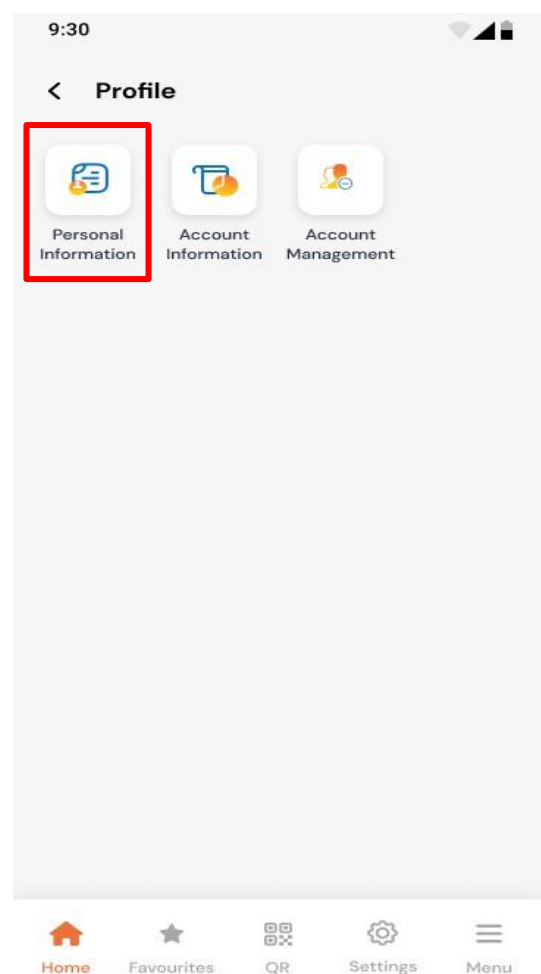 9:30
Profile
Personal Information
Account Information
Account Management
Home
Favourites
QR
Settings
Menu